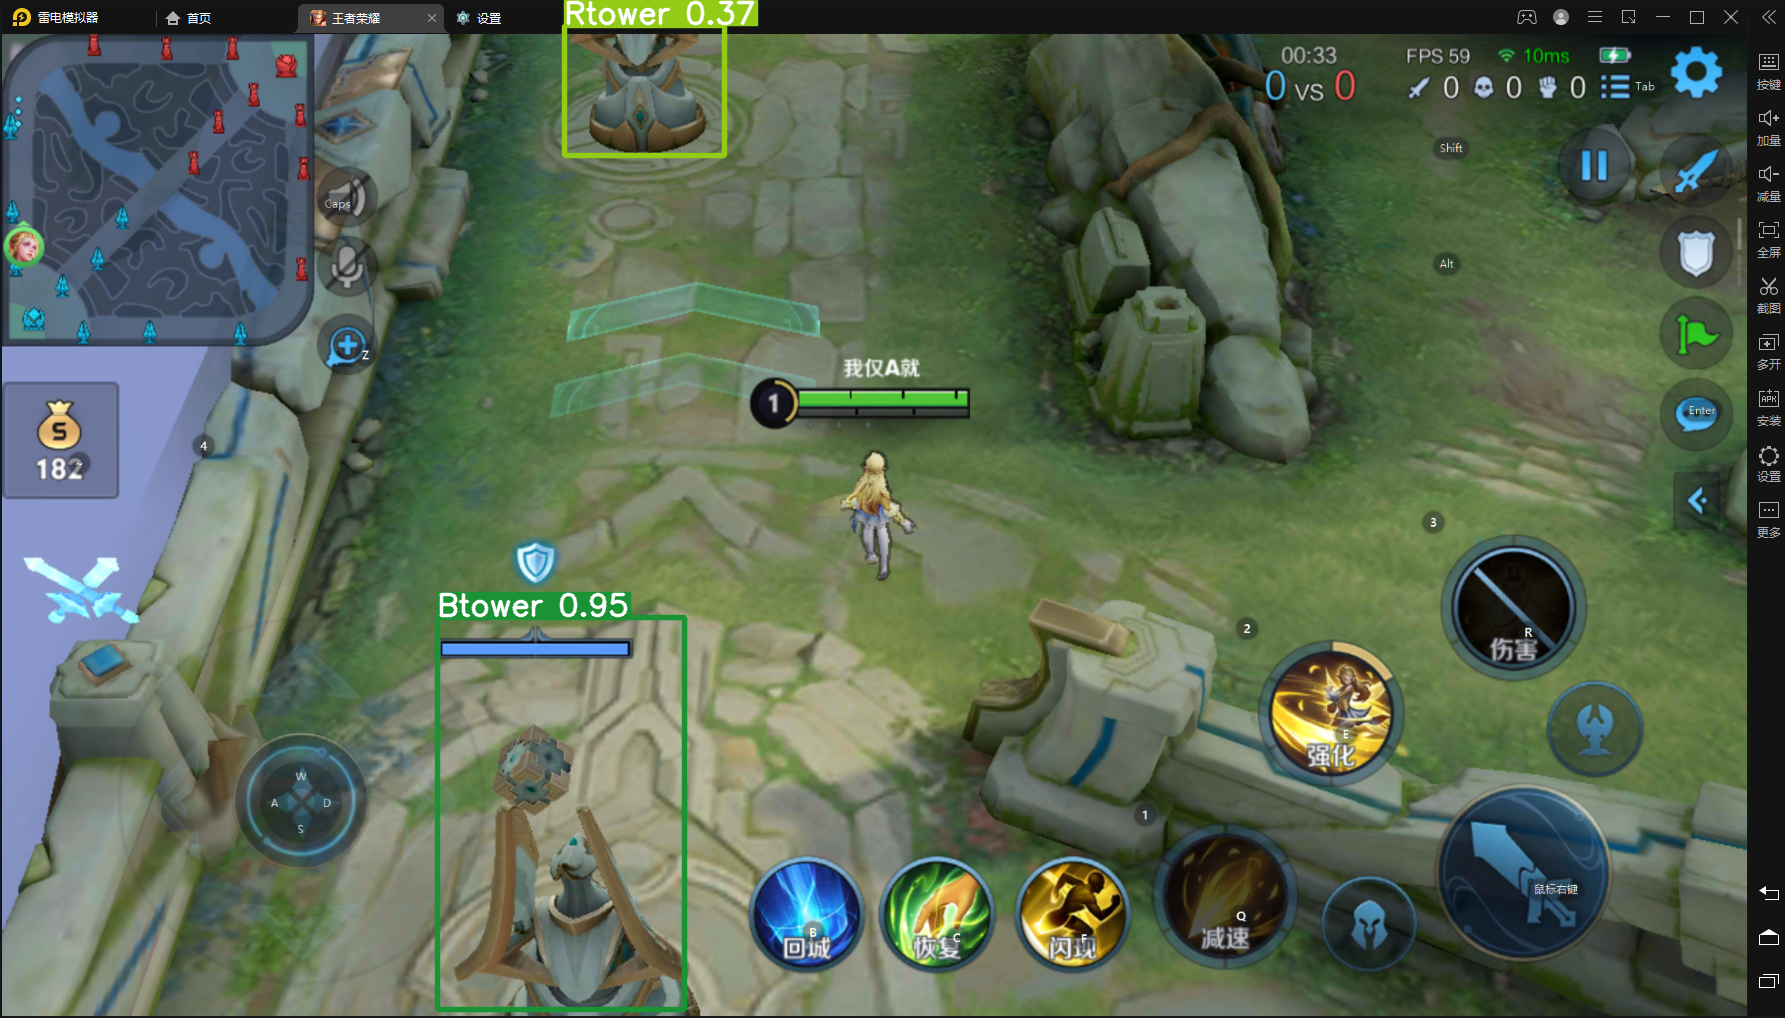 雷电模拟器
首页
王者荣耀
设置
Rtower 0.37
00:33
FPS 59
10ms
0 VS 0
0
0
0
Tab
按键
加量
减量
全屏
截图
多开
安装
设置
更多
Shift
Caps
Alt
Z
Enter
我仅A就
1
S
182
7
4
3
2
1
Btower 0.95
R
伤害
E
强化
W
A
D
S
B
回城
C
恢复
F
闪现
Q
减速
鼠标右键
APK